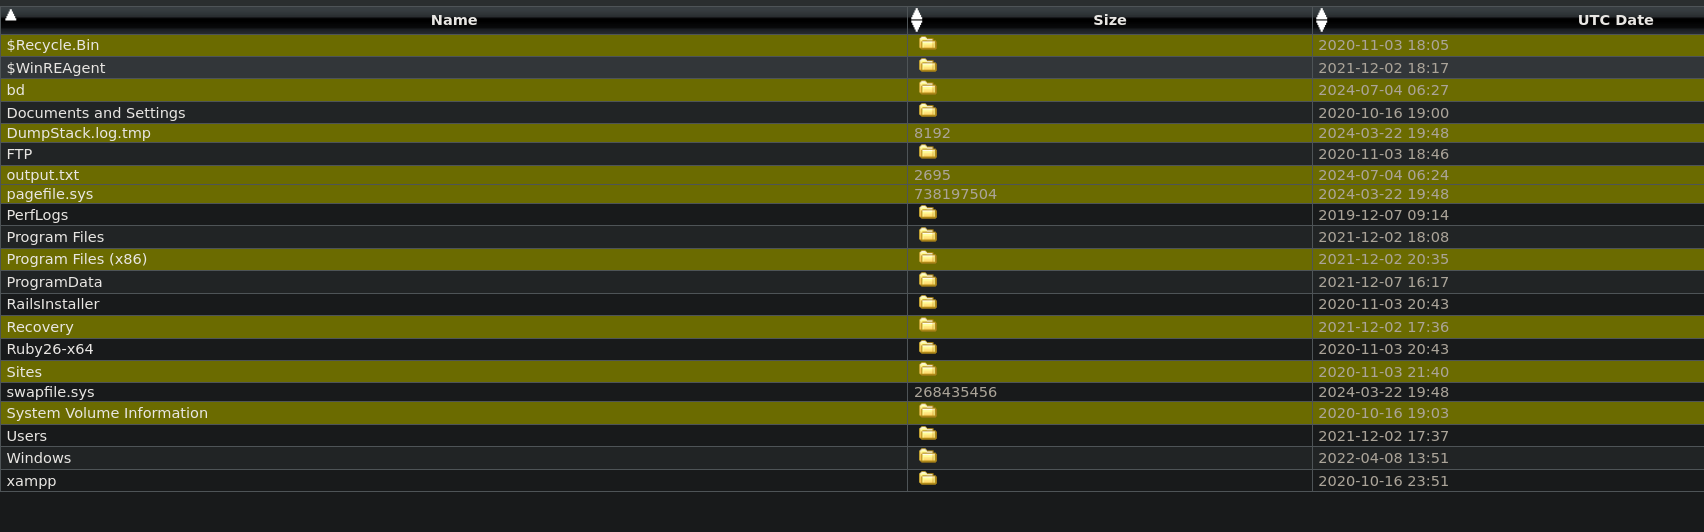 Name Size UTC Date
$Recycle.Bin 2020-11-03 18:05
$WinREAgent 2021-12-02 18:17
bd 2024-07-04 06:27
Documents and Settings 2020-10-16 19:00
DumpStack.log.tmp 8192 2024-03-22 19:48
FTP 2020-11-03 18:46
output.txt 2695 2024-07-04 06:24
pagefile.sys 738197504 2024-03-22 19:48
PerfLogs 2019-12-07 09:14
Program Files 2021-12-02 18:08
Program Files (x86) 2021-12-02 20:35
ProgramData 2021-12-07 16:17
RailsInstaller 2020-11-03 20:43
Recovery 2021-12-02 17:36
Ruby26-x64 2020-11-03 20:43
Sites 2020-11-03 21:40
swapfile.sys 268435456 2024-03-22 19:48
System Volume Information 2020-10-16 19:03
Users 2021-12-02 17:37
Windows 2022-04-08 13:51
xampp 2020-10-16 23:51